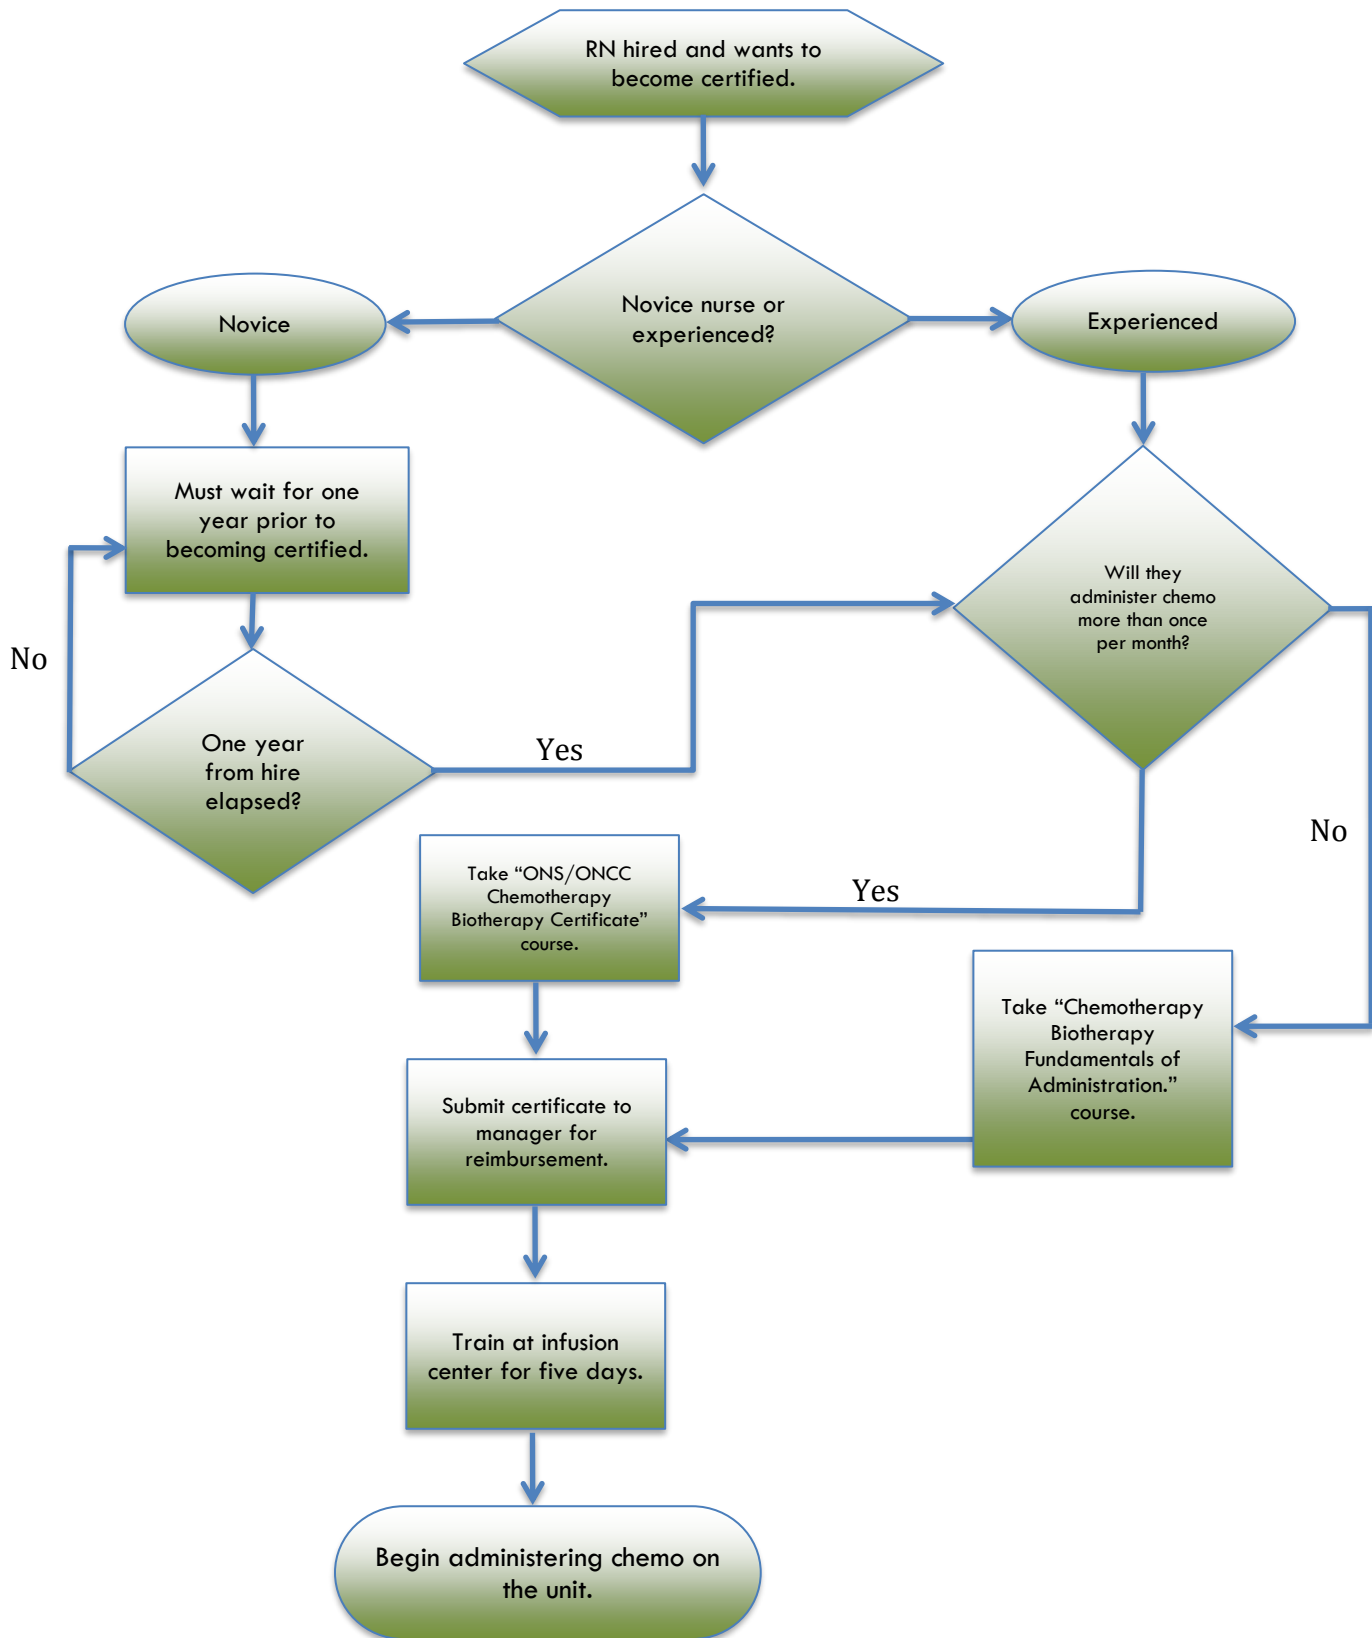 RN hired and wants to
become certified.
Novice nurse or
experienced?
Novice
Experienced
Must wait for one
year prior to
becoming certified.
Will they
administer chemo
more than once
per month?
No
One year
from hire
elapsed?
Yes
No
Take “ONS/ONCC
Chemotherapy
Biotherapy Certificate”
course.
Yes
Take “Chemotherapy
Biotherapy
Fundamentals of
Administration.”
course.
Submit certificate to
manager for
reimbursement.
Train at infusion
center for five days.
Begin administering chemo on
the unit.